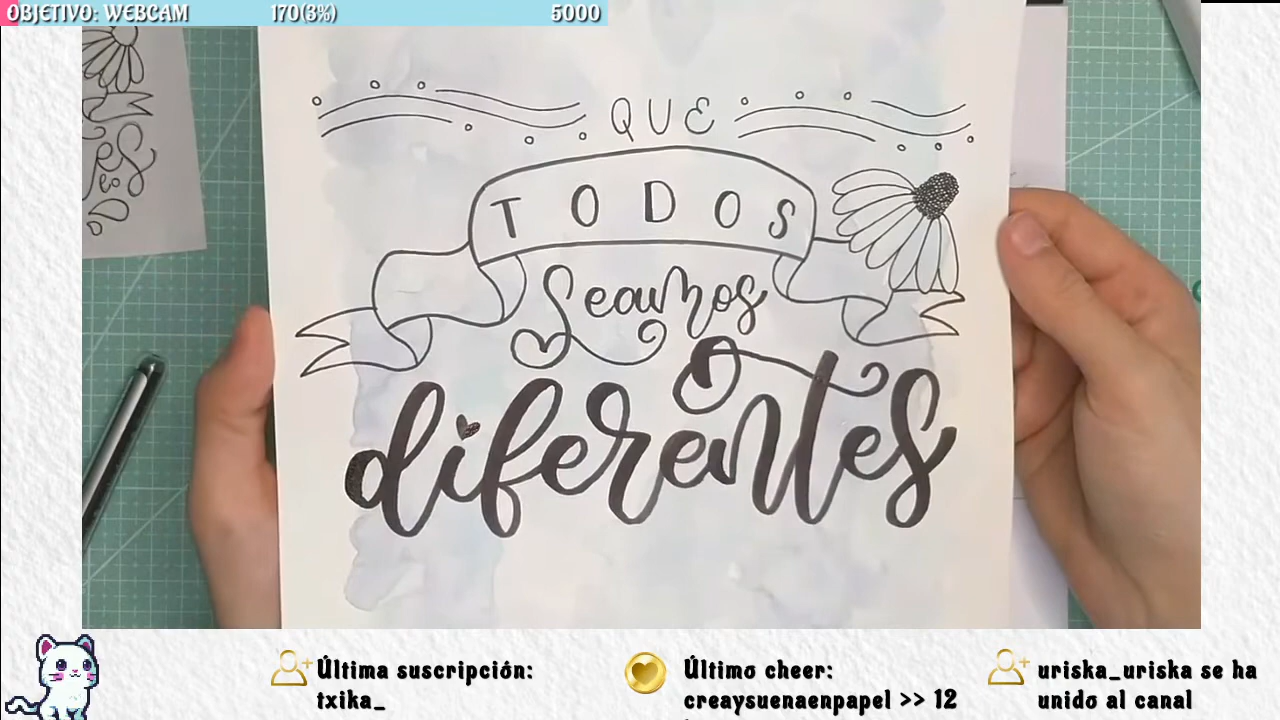 OBJETIVO: WEBCAM 170(3%) 5000
QUE
TODOS
Seamos
diferentes
Última suscripción:
txika_
Último cheer:
creaysuenaenpapel >> 12
uriska_uriska se ha
unido al canal